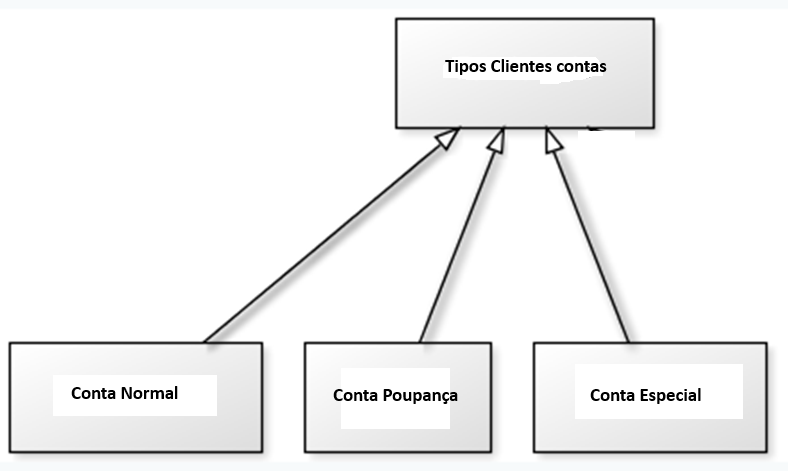 Tipos Clientes contas
Conta Normal
Conta Poupança
Conta Especial